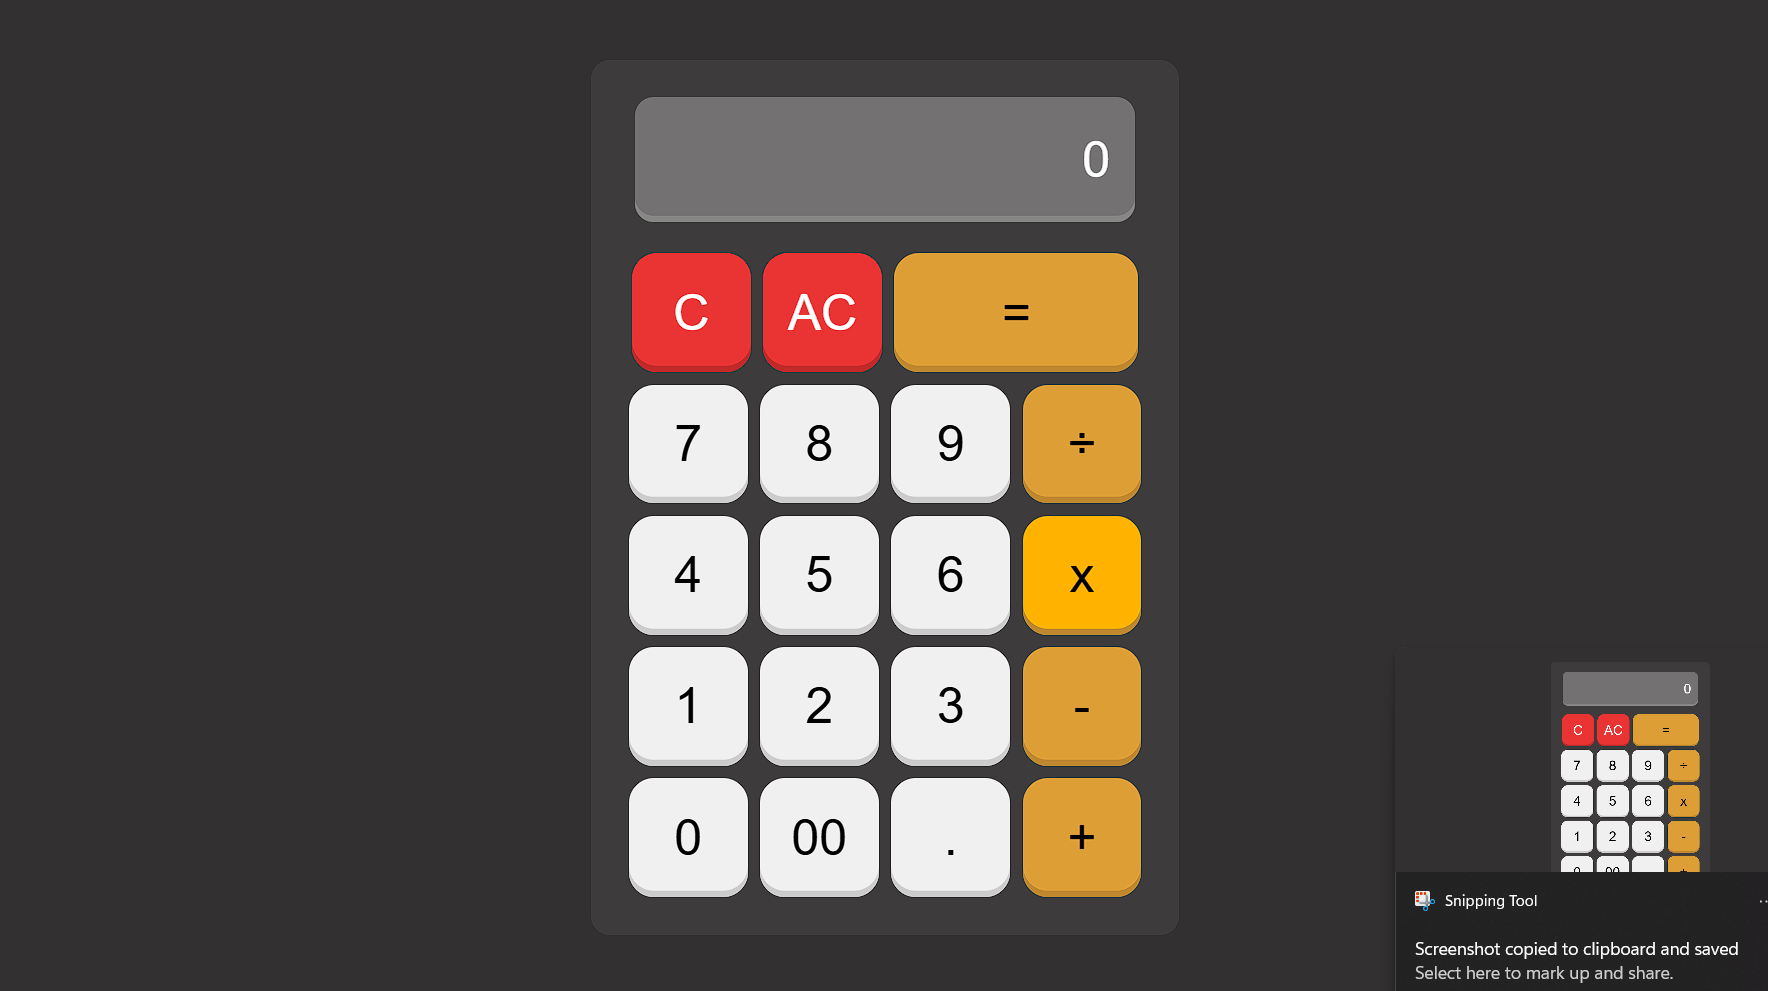 0
C AC =
7 8 9 ÷
4 5 6 x
1 2 3 -
0 00 . +
0
C AC =
7 8 9 ÷
4 5 6 x
1 2 3 -
Snipping Tool
Screenshot copied to clipboard and saved
Select here to mark up and share.